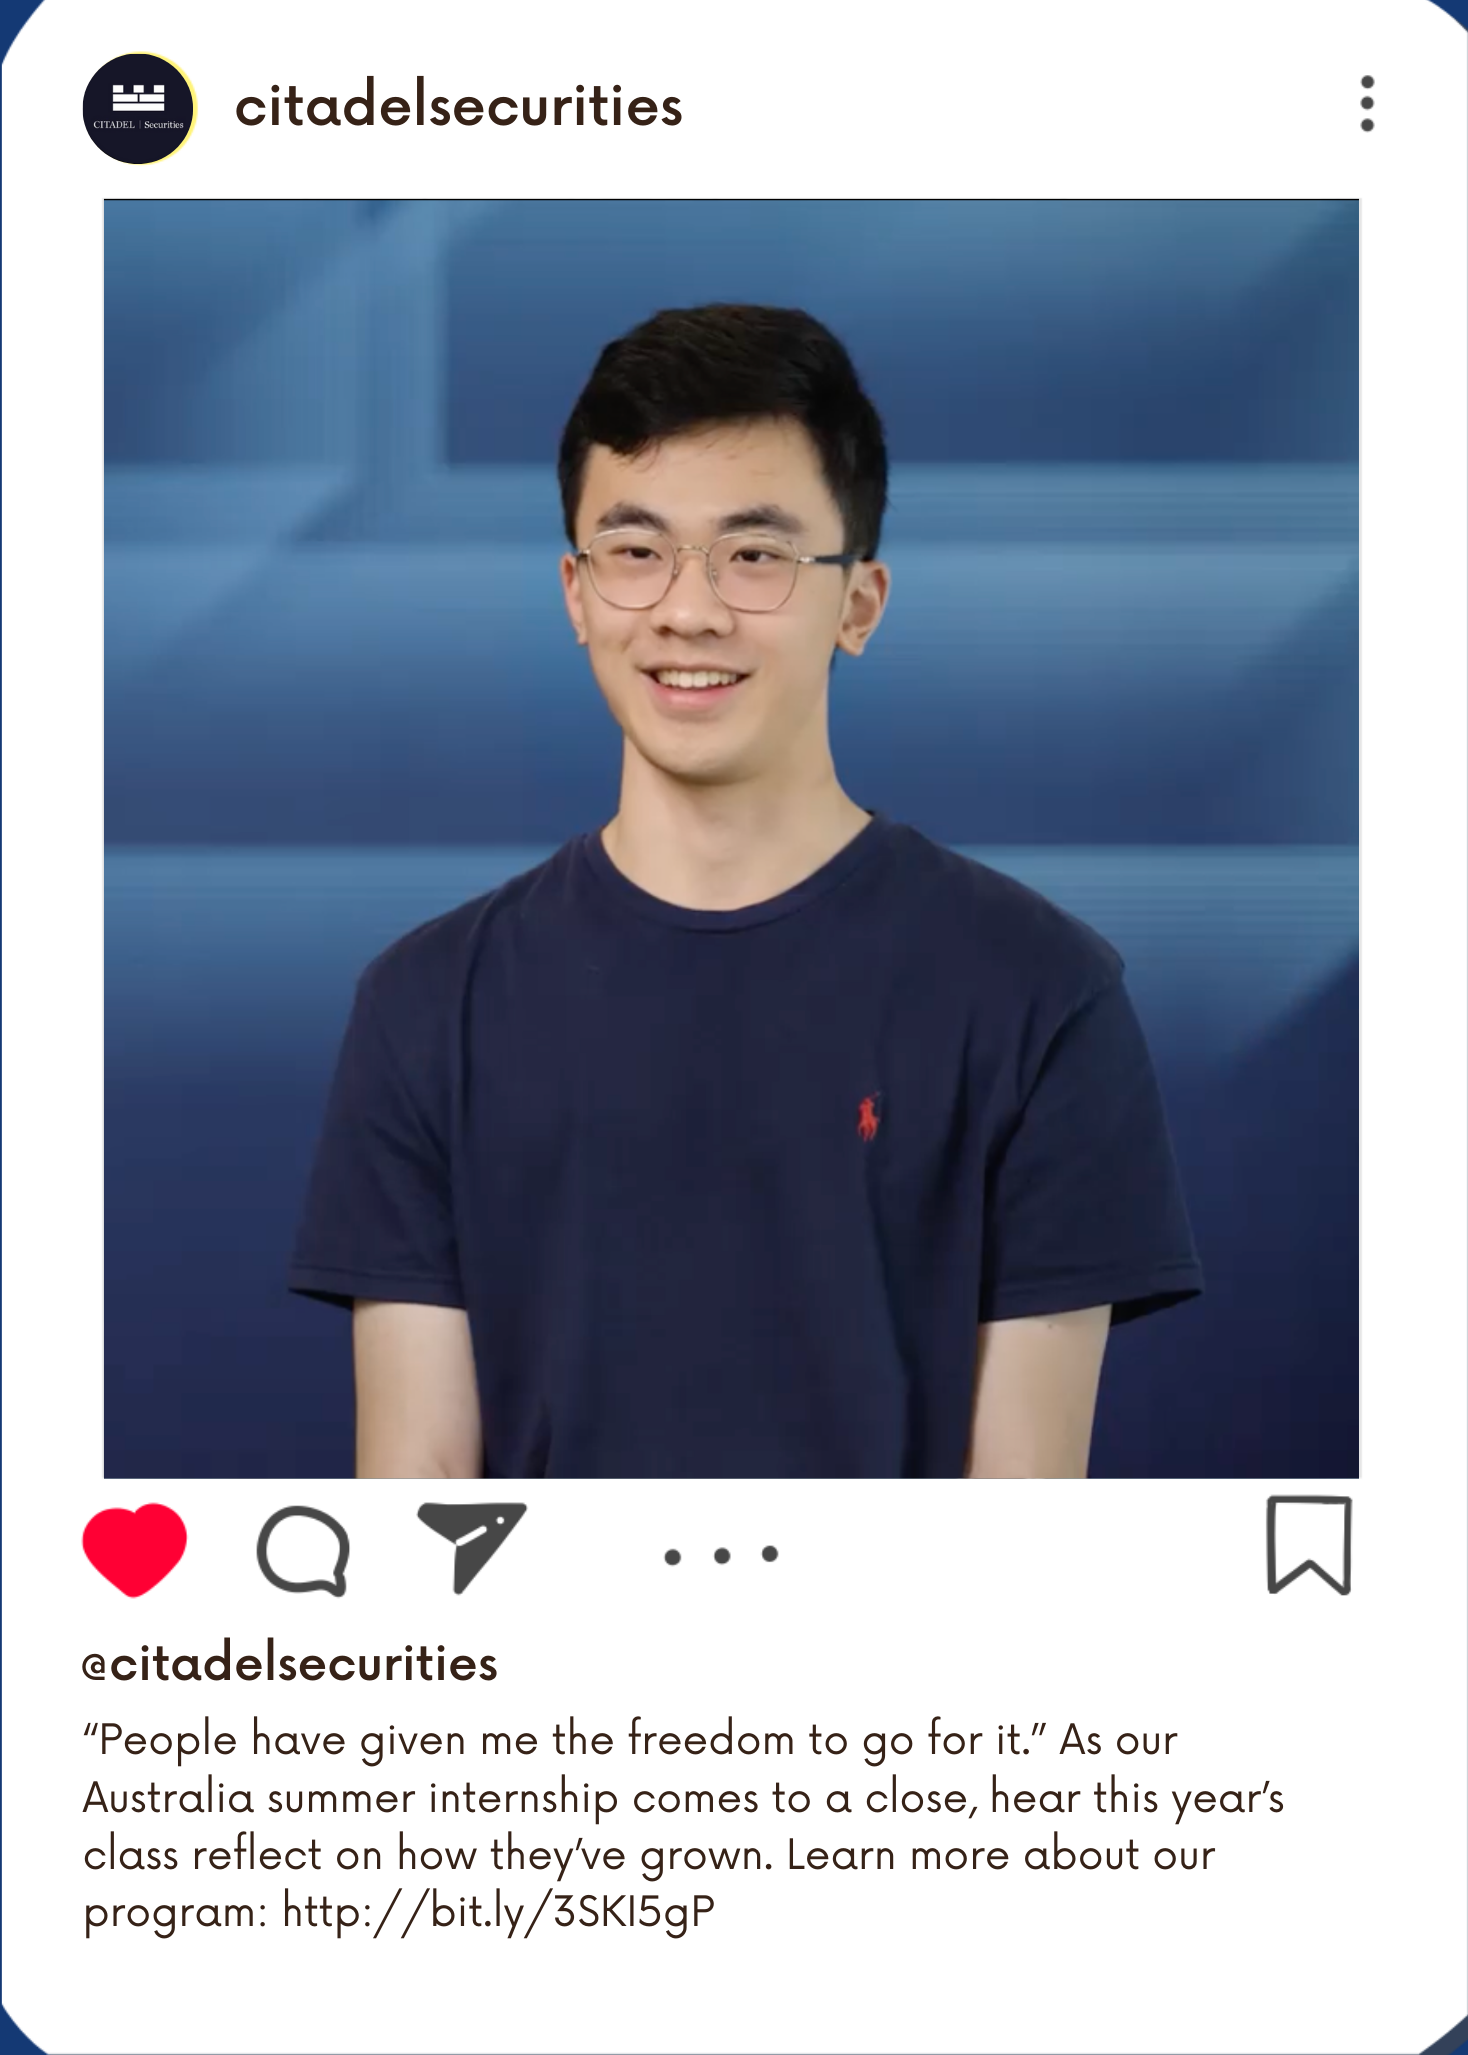 CITADEL | Securities
citadelsecurities
@citadelsecurities
“People have given me the freedom to go for it.” As our
Australia summer internship comes to a close, hear this year’s
class reflect on how they’ve grown. Learn more about our
program: http://bit.ly/3SKI5gP